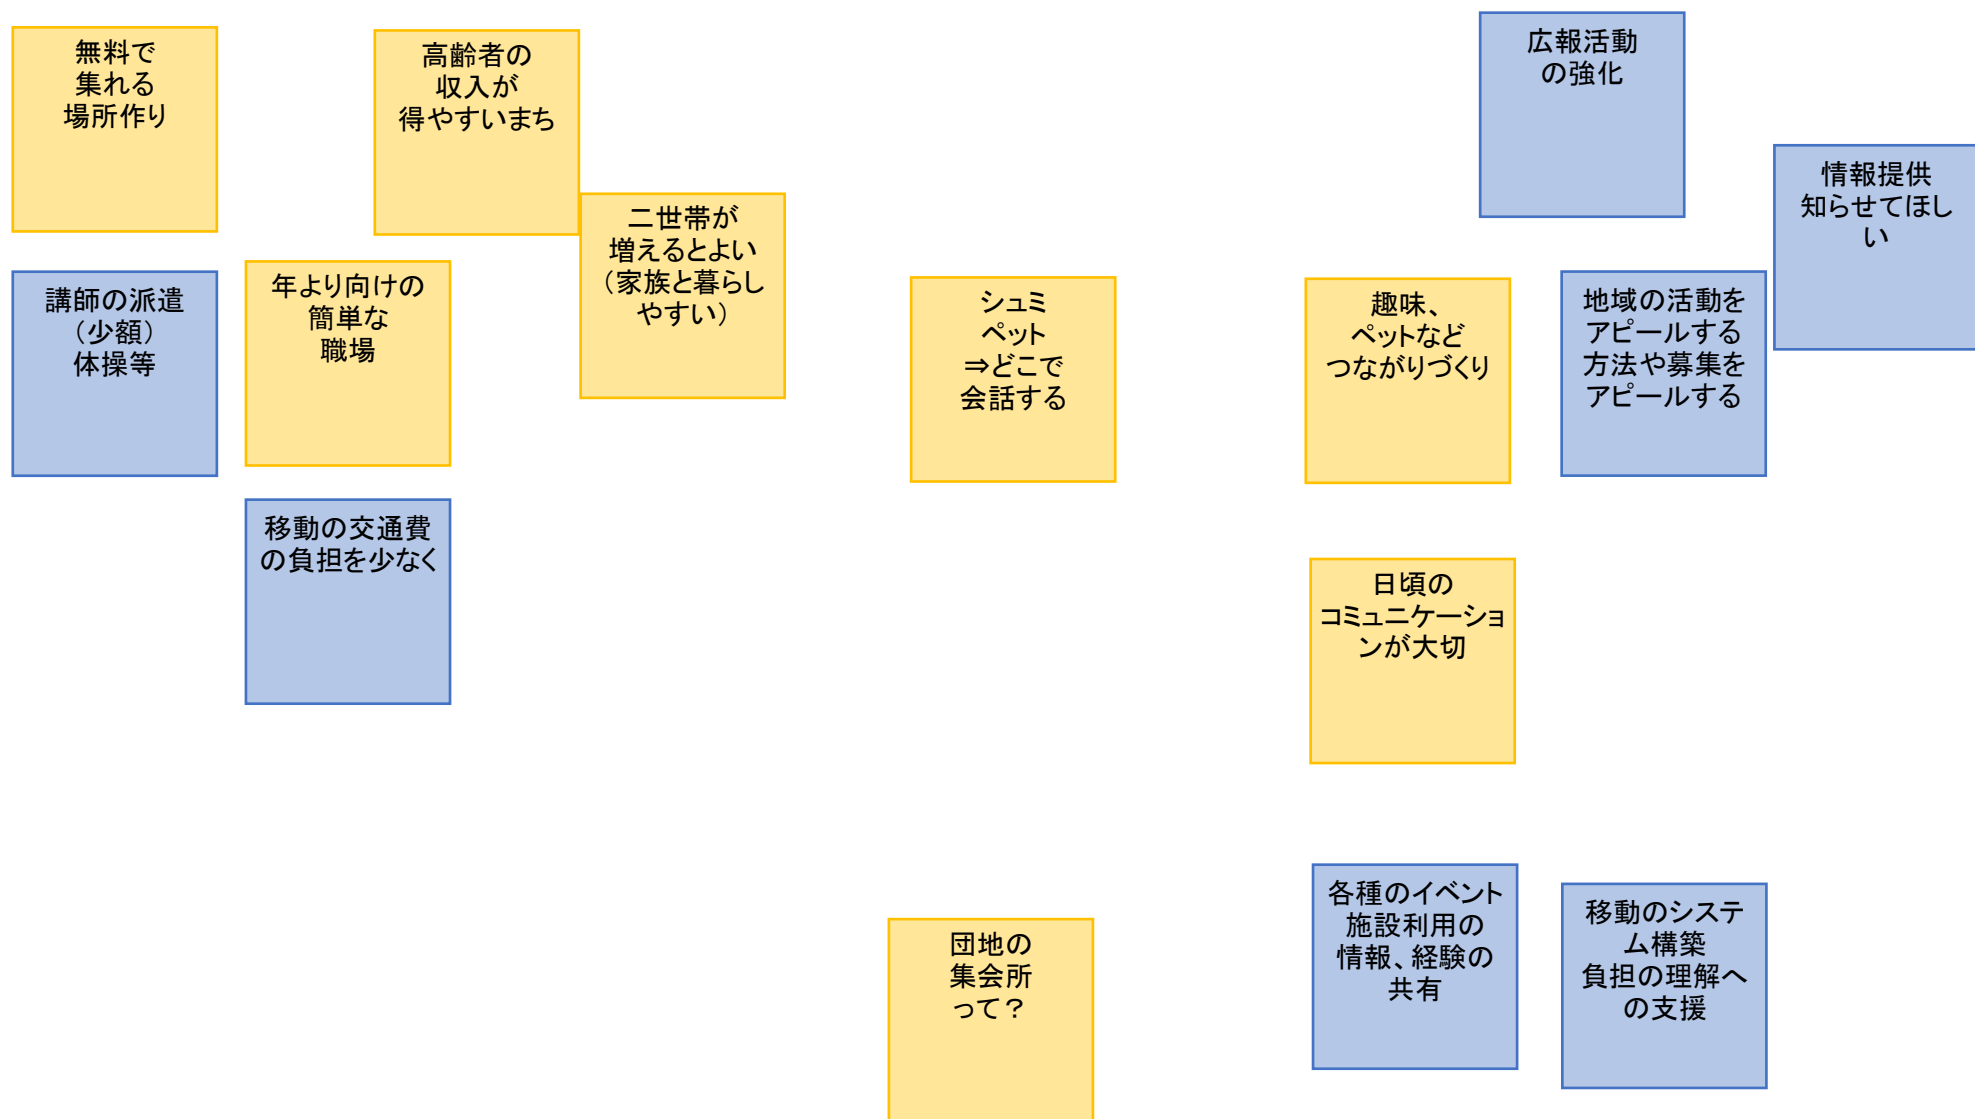 無料で
集れる
場所作り
高齢者の
収入が
得やすいまち
広報活動
の強化
情報提供
知らせてほし
い
二世帯が
増えるとよい
（家族と暮らし
やすい）
講師の派遣
（少額）
体操等
年より向けの
簡単な
職場
シュミ
ペット
⇒どこで
会話する
趣味、
ペットなど
つながりづくり
地域の活動を
アピールする
方法や募集を
アピールする
移動の交通費
の負担を少なく
日頃の
コミュニケーショ
ンが大切
団地の
集会所
って？
各種のイベント
施設利用の
情報、経験の
共有
移動のシステ
ム構築
負担の理解へ
の支援